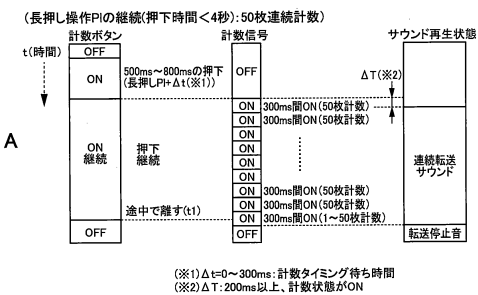 (長押し操作PIの継続(押下時間<4秒):50枚連続計数)
計数ボタン 計数信号 サウンド再生状態
t(時間)
OFF
ON
500ms~800msの押下
(長押しPI+Δt(※1))
OFF
ΔT(※2)
A
ON
継続
押下
継続
途中で離す(t1)
OFF
ON 300ms間ON(50枚計数)
ON 300ms間ON(50枚計数)
ON
ON
ON
ON
ON
ON 300ms間ON(50枚計数)
ON 300ms間ON(50枚計数)
ON 300ms間ON(1~50枚計数)
OFF
連続転送
サウンド
転送停止音
(※1)Δt=0~300ms:計数タイミング待ち時間
(※2)ΔT:200ms以上、計数状態がON